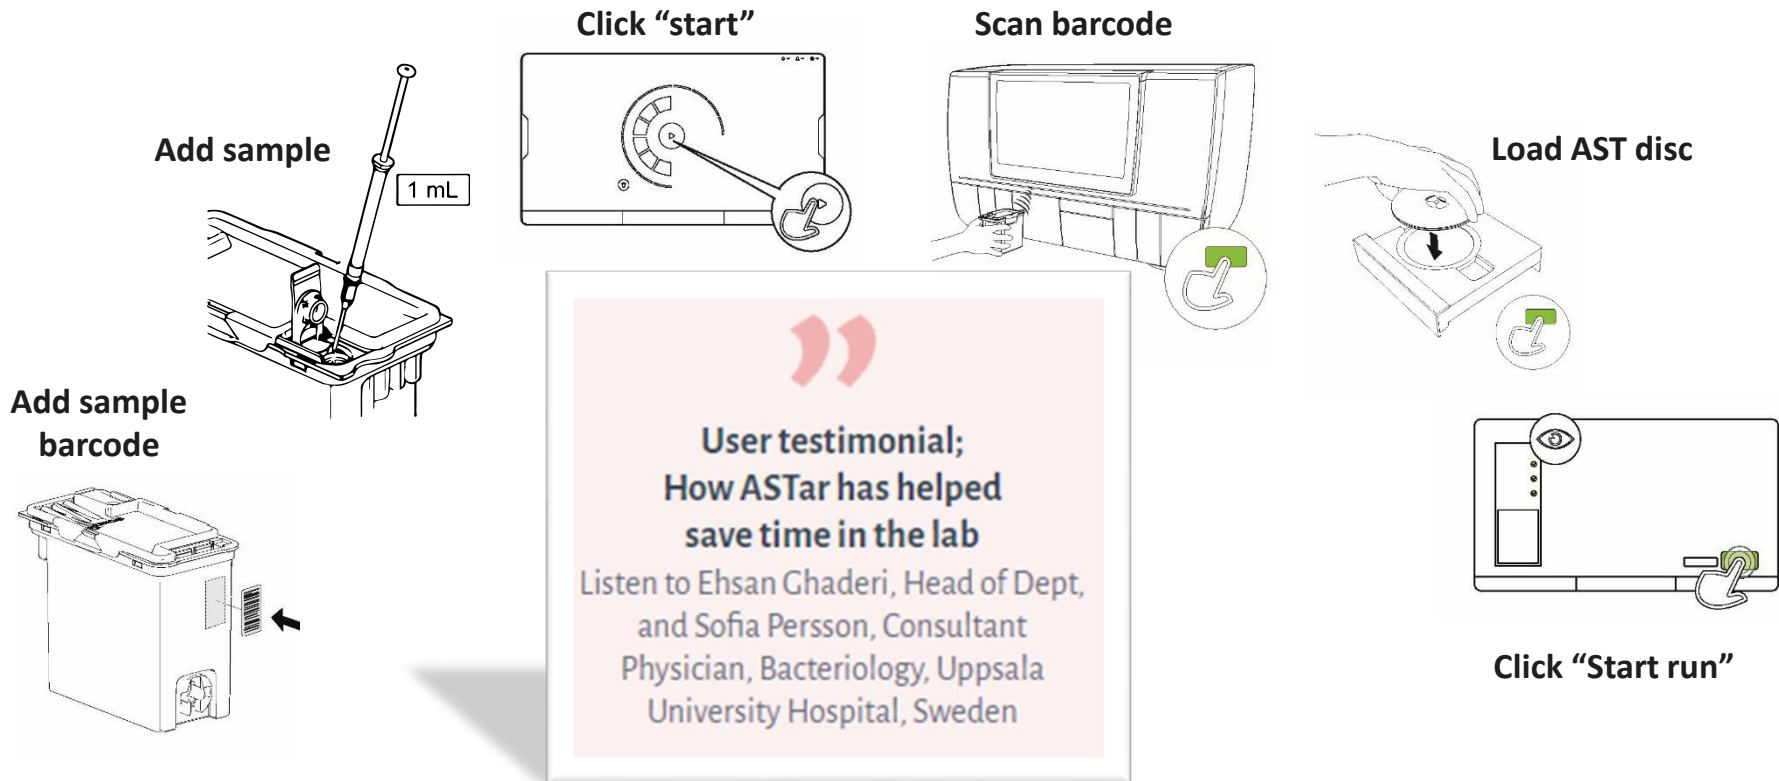 Click “start”
Scan barcode
Add sample
1 mL
Load AST disc
Add sample
barcode
”
User testimonial;
How ASTar has helped
save time in the lab
Listen to Ehsan Ghaderi, Head of Dept,
and Sofia Persson, Consultant
Physician, Bacteriology, Uppsala
University Hospital, Sweden
Click “Start run”